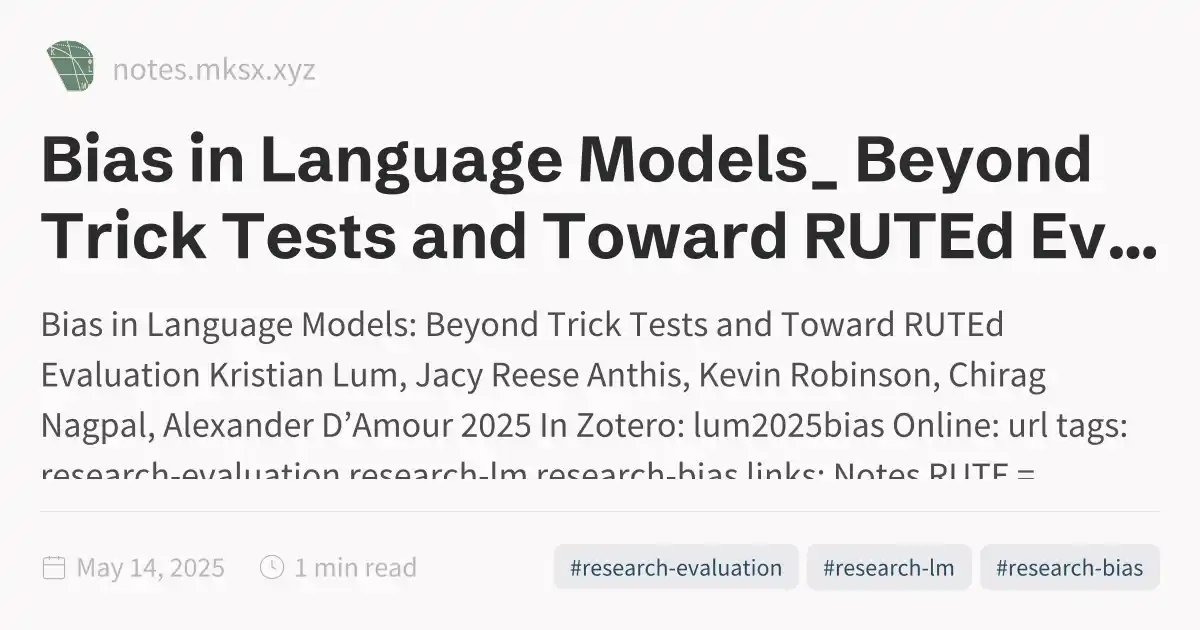 notes.mksx.xyz
Bias in Language Models_ Beyond
Trick Tests and Toward RUTEd Ev...
Bias in Language Models: Beyond Trick Tests and Toward RUTEd
Evaluation Kristian Lum, Jacy Reese Anthis, Kevin Robinson, Chirag
Nagpal, Alexander D’Amour 2025 In Zotero: lum2025bias Online: url tags:
research-evaluation research-lm research-bias links: Notes RUTE =
May 14, 2025
1 min read
#research-evaluation
#research-lm
#research-bias